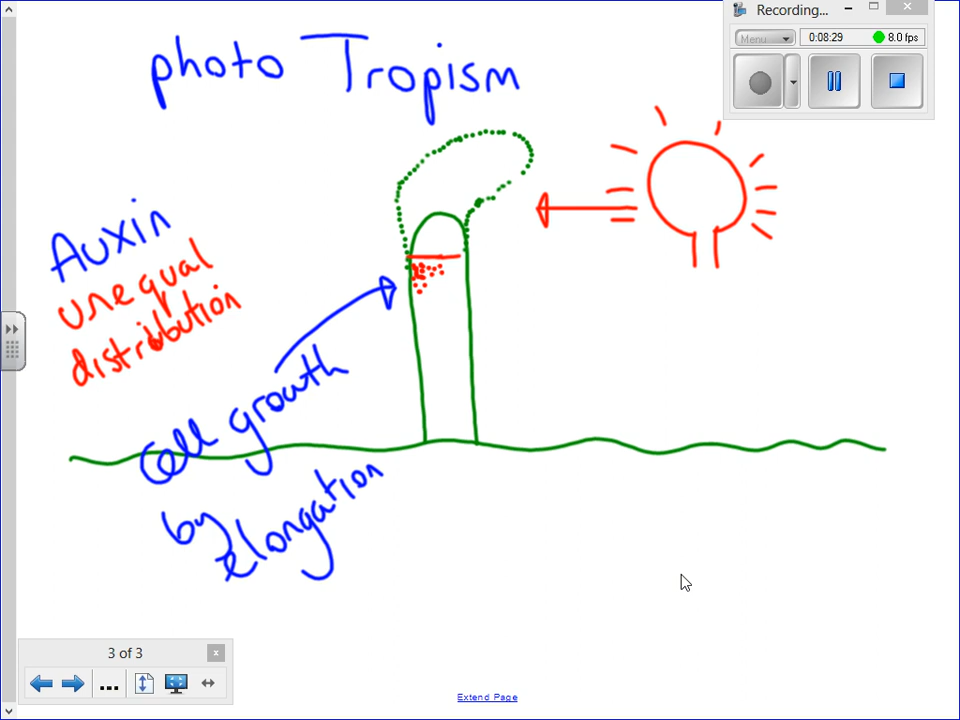 Recording...
Menu
0:08:29
8.0 fps
photo Tropism
Auxin
unequal
distribution
Cell growth
by
elongation
3 of 3
...
Extend Page